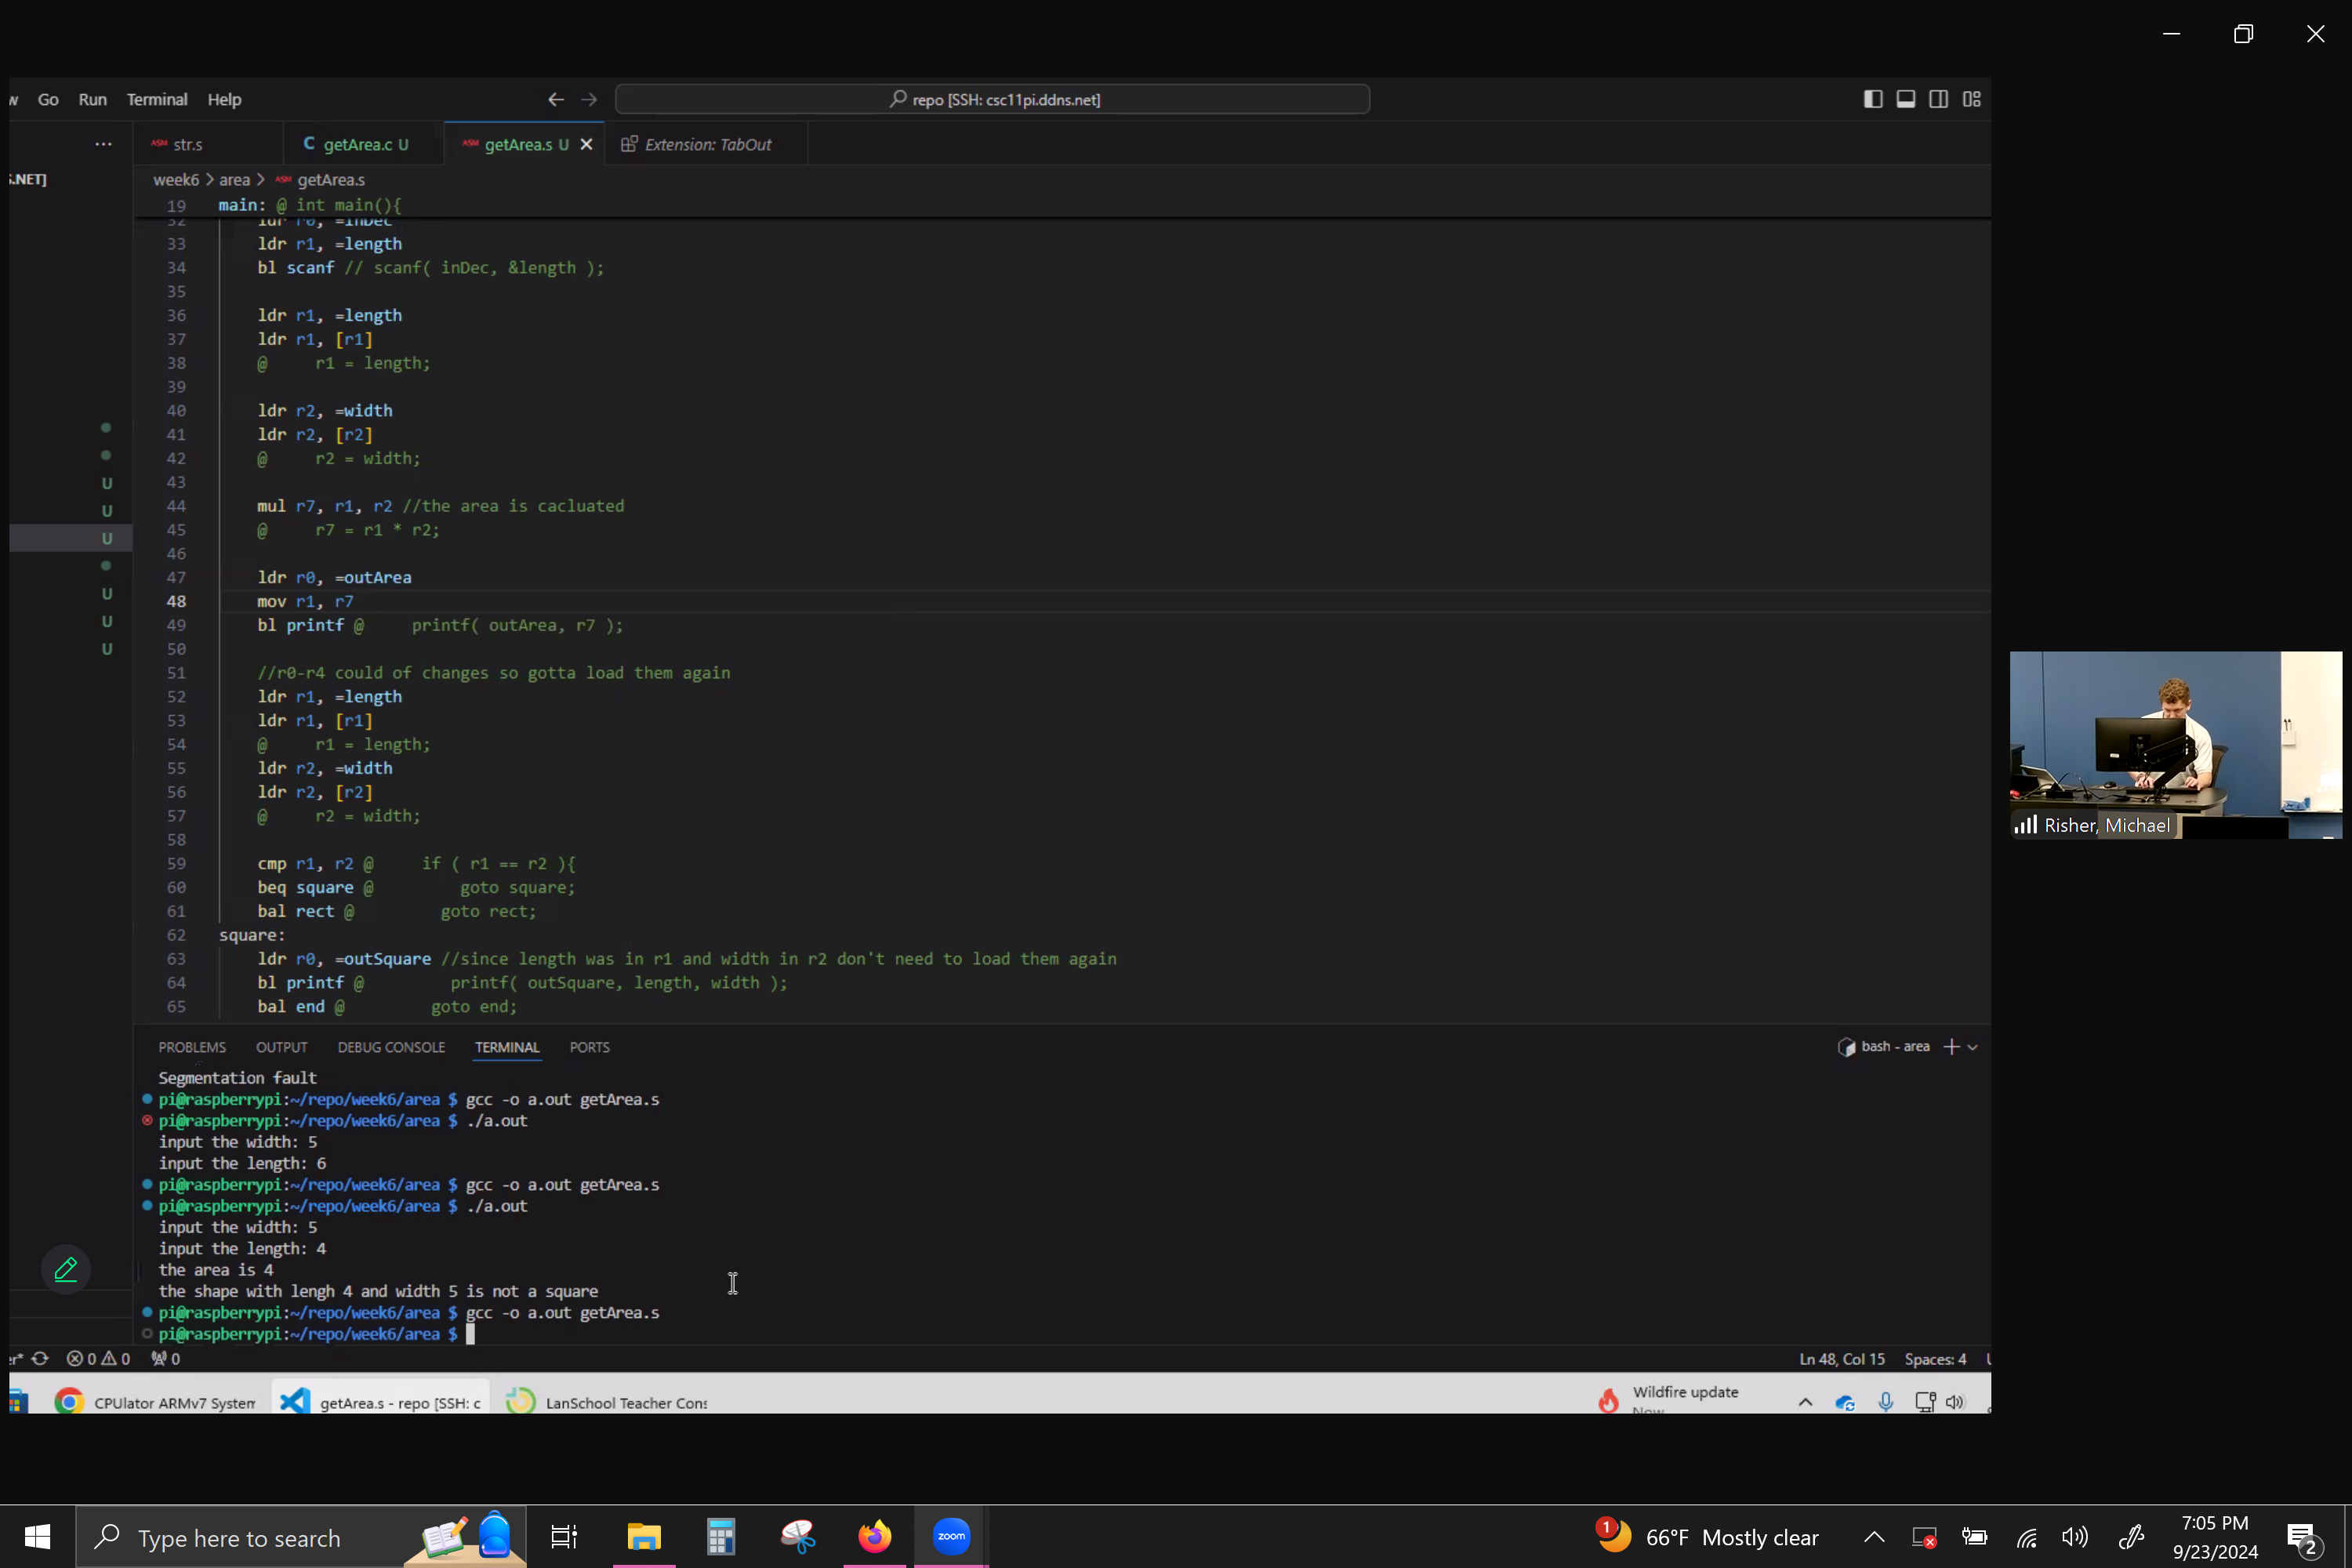 w Go Run Terminal Help
repo [SSH: csc11pi.ddns.net]
ASM str.s
C getArea.c U
ASM getArea.s U
Extension: TabOut
S.NET]
week6 > area > ASM getArea.s
19 main: @ int main(){
32 ldr r0, =inDec
33 ldr r1, =length
34 bl scanf // scanf( inDec, &length );
35
36 ldr r1, =length
37 ldr r1, [r1]
38 @ r1 = length;
39
40 ldr r2, =width
41 ldr r2, [r2]
42 @ r2 = width;
43
44 mul r7, r1, r2 //the area is cacluated
45 @ r7 = r1 * r2;
46
47 ldr r0, =outArea
48 mov r1, r7
49 bl printf @ printf( outArea, r7 );
50
51 //r0-r4 could of changes so gotta load them again
52 ldr r1, =length
53 ldr r1, [r1]
54 @ r1 = length;
55 ldr r2, =width
56 ldr r2, [r2]
57 @ r2 = width;
58
59 cmp r1, r2 @ if ( r1 == r2 ){
60 beq square @ goto square;
61 bal rect @ goto rect;
62 square:
63 ldr r0, =outSquare //since length was in r1 and width in r2 don't need to load them again
64 bl printf @ printf( outSquare, length, width );
65 bal end @ goto end;
U
U
U
U
U
U
PROBLEMS OUTPUT DEBUG CONSOLE TERMINAL PORTS
bash - area
Segmentation fault
pi@raspberrypi:~/repo/week6/area $ gcc -o a.out getArea.s
pi@raspberrypi:~/repo/week6/area $ ./a.out
input the width: 5
input the length: 6
pi@raspberrypi:~/repo/week6/area $ gcc -o a.out getArea.s
pi@raspberrypi:~/repo/week6/area $ ./a.out
input the width: 5
input the length: 4
the area is 4
the shape with lengh 4 and width 5 is not a square
pi@raspberrypi:~/repo/week6/area $ gcc -o a.out getArea.s
pi@raspberrypi:~/repo/week6/area $
er* 0 0 0
Ln 48, Col 15 Spaces: 4
CPUlator ARMv7 System
getArea.s - repo [SSH: c
LanSchool Teacher Cons
Wildfire update
Now
Risher, Michael
Type here to search
zoom
1
66°F Mostly clear
7:05 PM
9/23/2024
2